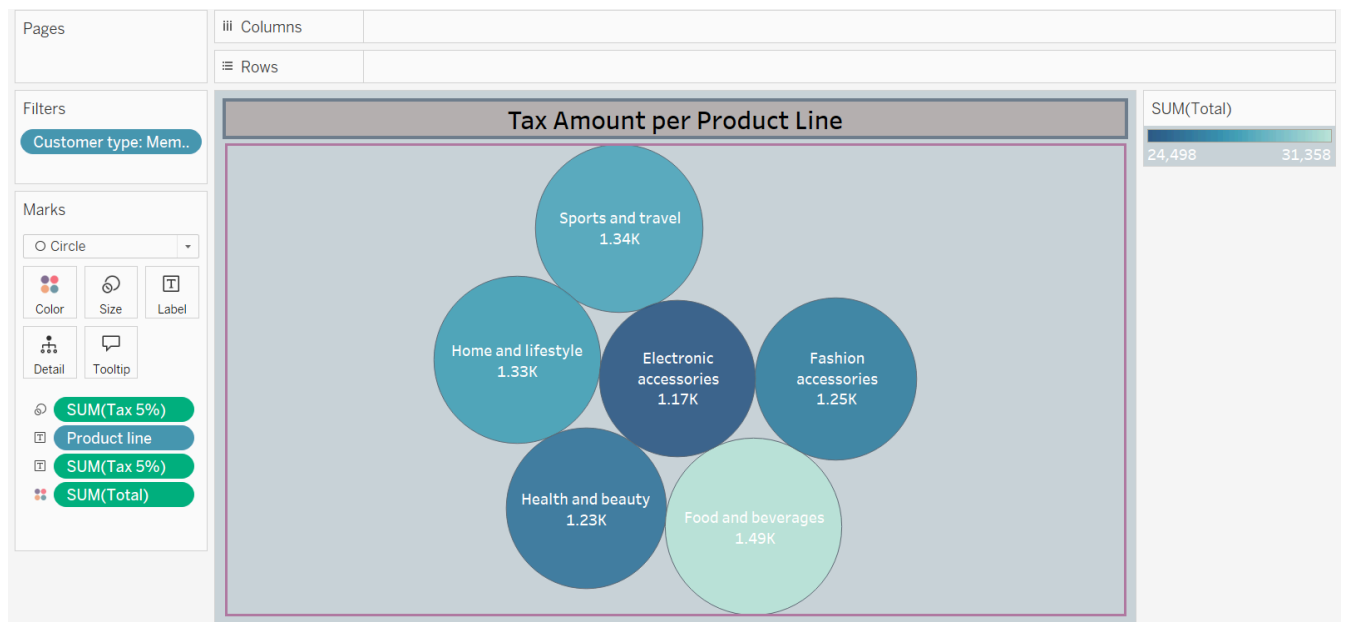 Pages
Columns
Rows
Filters
Customer type: Mem..
Marks
Circle
Color
Size
Label
Detail
Tooltip
SUM(Tax 5%)
Product line
SUM(Tax 5%)
SUM(Total)
Tax Amount per Product Line
Sports and travel
1.34K
Home and lifestyle
1.33K
Electronic
accessories
1.17K
Fashion
accessories
1.25K
Health and beauty
1.23K
Food and beverages
1.49K
SUM(Total)
24,498 31,358